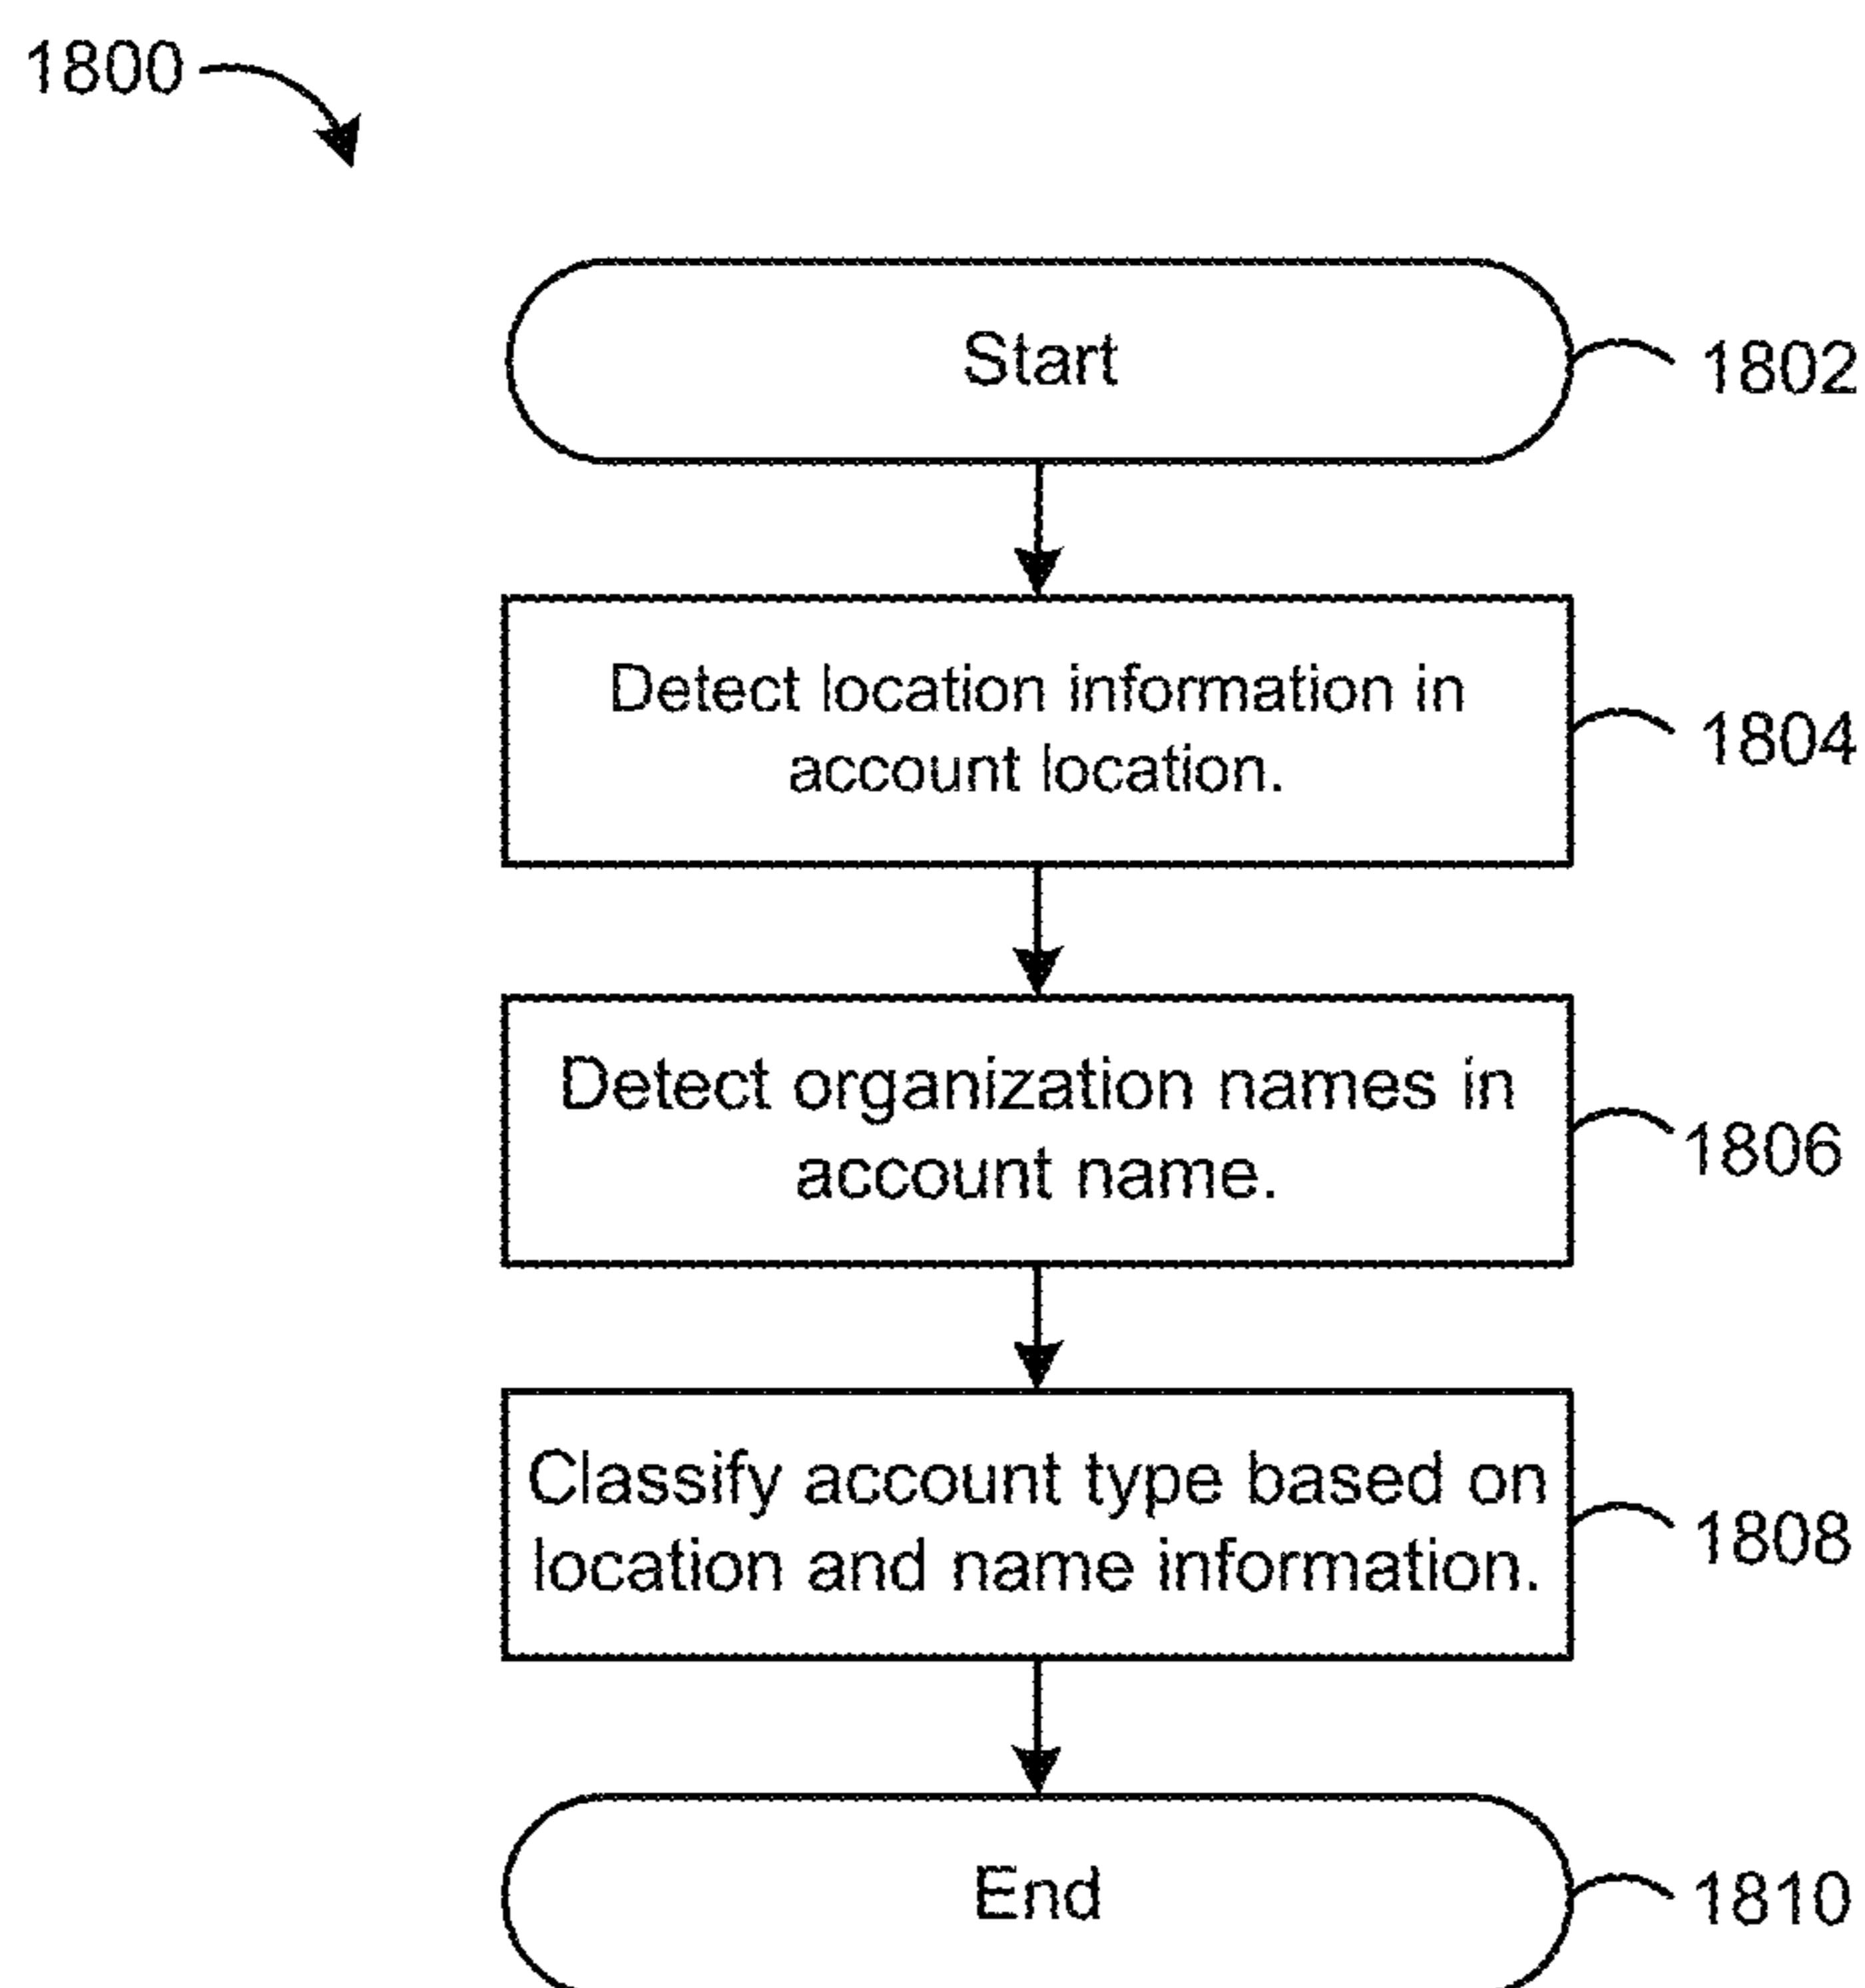 1800
Start
1802
Detect location information in
account location.
1804
Detect organization names in
account name.
1806
Classify account type based on
location and name information.
1808
End
1810